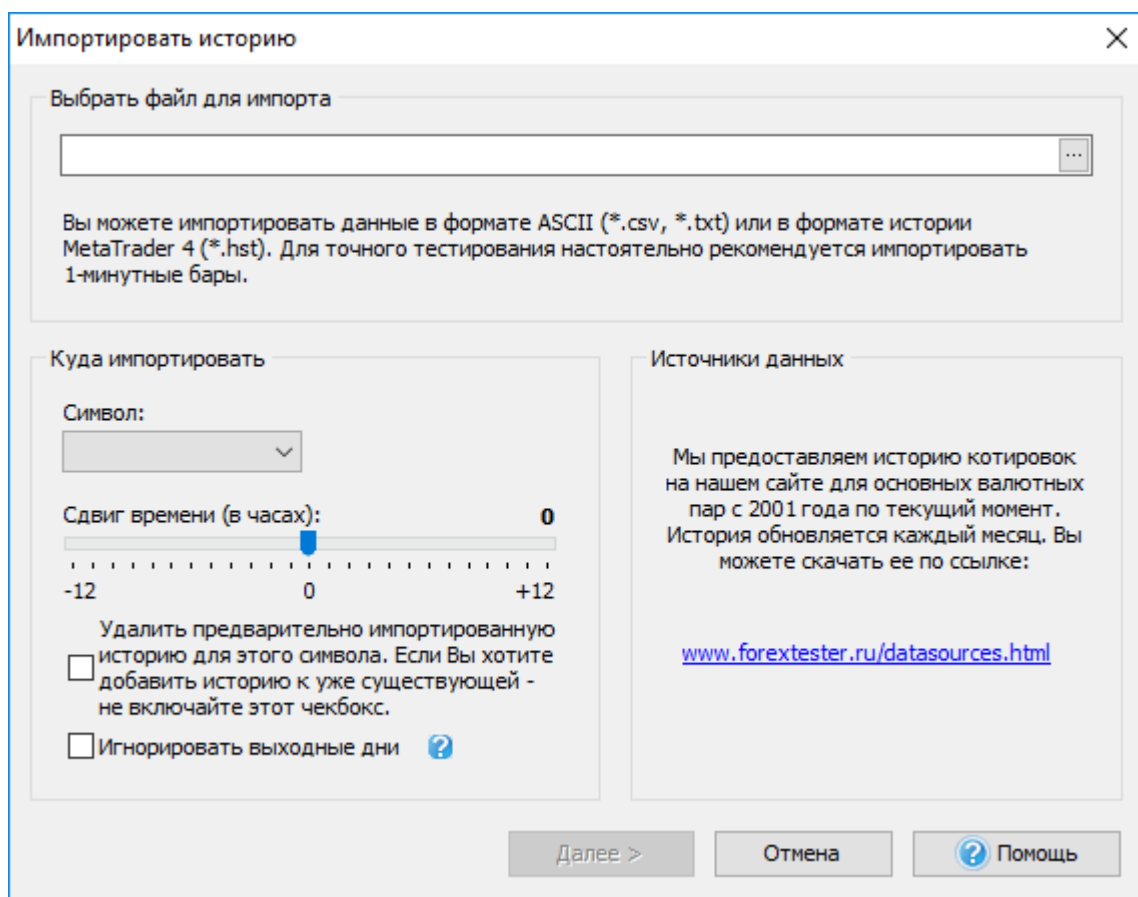 Импортировать историю
Выбрать файл для импорта
...
Вы можете импортировать данные в формате ASCII (*.csv, *.txt) или в формате истории
MetaTrader 4 (*.hst). Для точного тестирования настоятельно рекомендуется импортировать
1-минутные бары.
Куда импортировать
Символ:
Сдвиг времени (в часах): 0
-12 0 +12
Удалить предварительно импортированную
историю для этого символа. Если Вы хотите
добавить историю к уже существующей -
не включайте этот чекбокс.
Игнорировать выходные дни ?
Источники данных
Мы предоставляем историю котировок
на нашем сайте для основных валютных
пар с 2001 года по текущий момент.
История обновляется каждый месяц. Вы
можете скачать ее по ссылке:
www.forextester.ru/datasources.html
Далее >
Отмена
? Помощь